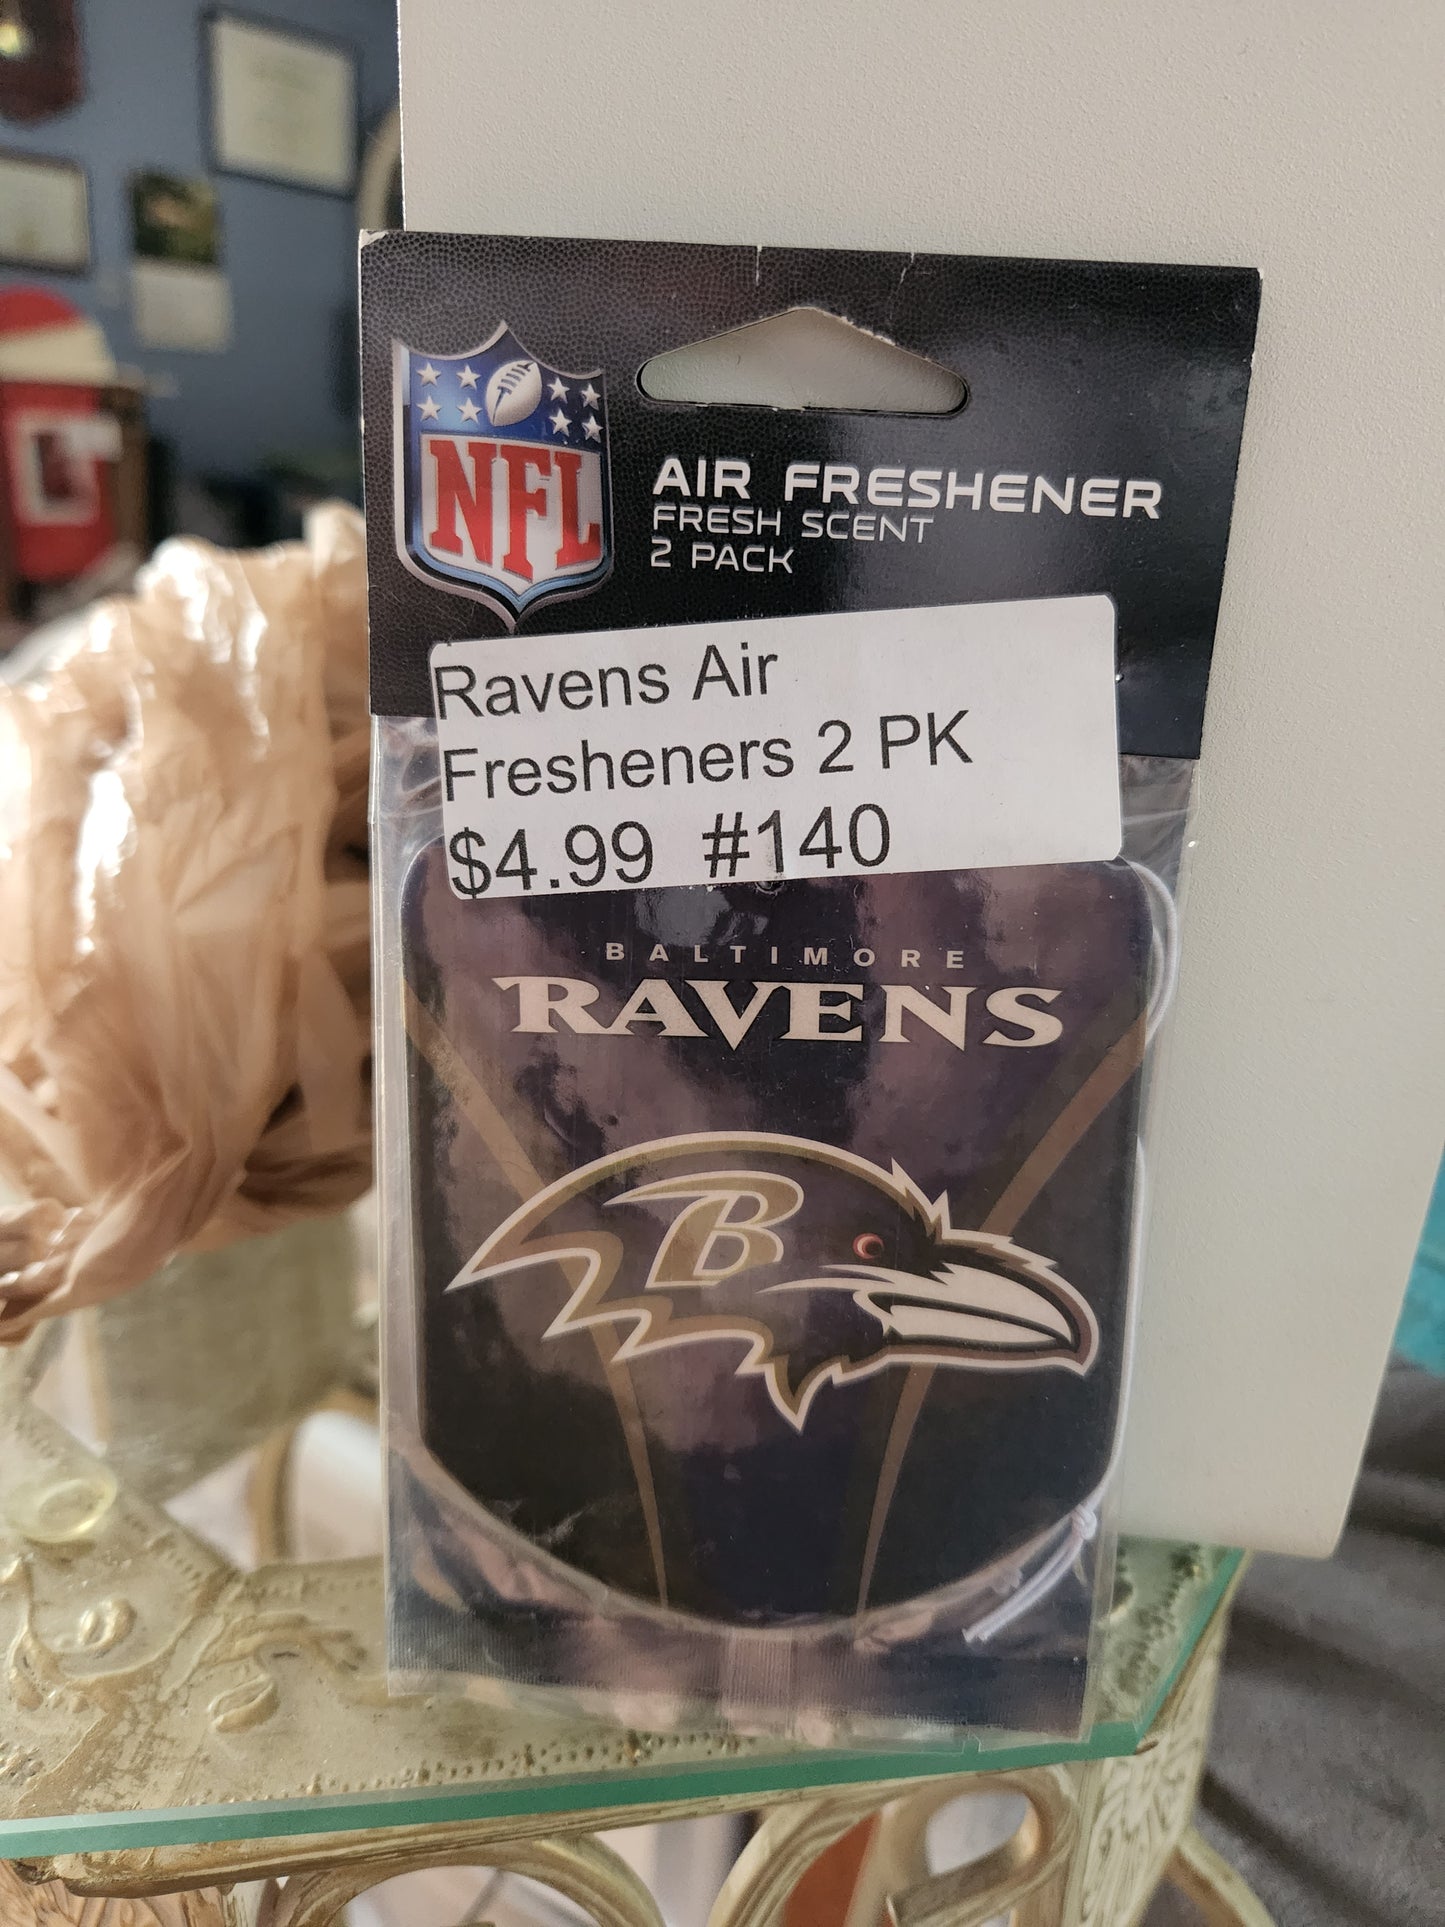 NFL
AIR FRESHENER
FRESH SCENT
2 PACK
Ravens Air
Fresheners 2 PK
$4.99 #140
BALTIMORE
RAVENS
B